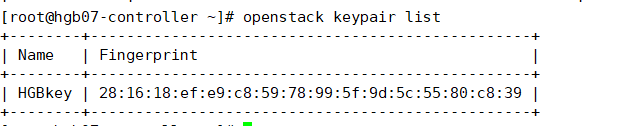 [root@hgb07-controller ~]# openstack keypair list
+--------+-------------------------------------------------+
| Name   | Fingerprint                                     |
+--------+-------------------------------------------------+
| HGBkey | 28:16:18:ef:e9:c8:59:78:99:5f:9d:5c:55:80:c8:39 |
+--------+-------------------------------------------------+